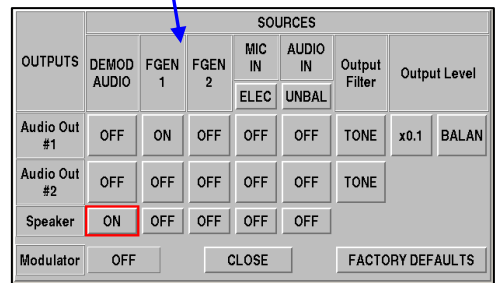 SOURCES
OUTPUTS DEMOD AUDIO FGEN 1 FGEN 2 MIC IN AUDIO IN Output Filter Output Level
ELEC UNBAL
Audio Out #1 OFF ON OFF OFF OFF TONE x0.1 BALAN
Audio Out #2 OFF OFF OFF OFF OFF TONE
Speaker ON OFF OFF OFF OFF
Modulator OFF CLOSE FACTORY DEFAULTS